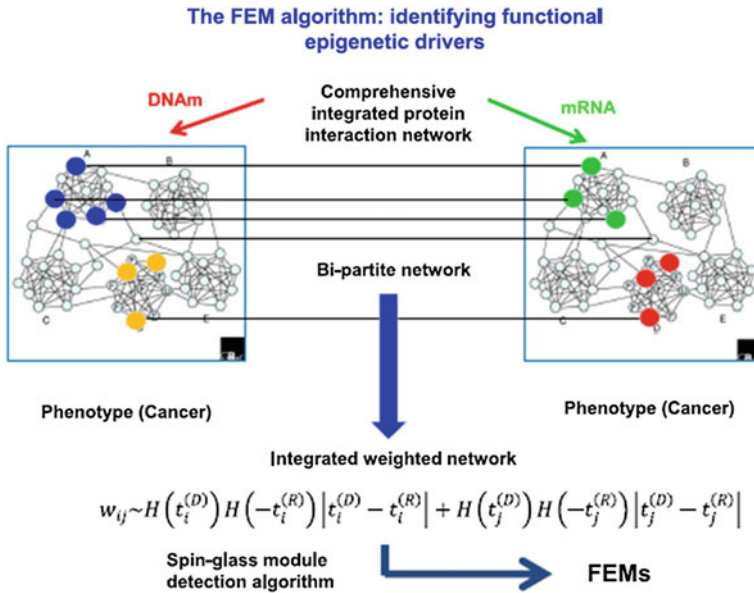 The FEM algorithm: identifying functional
epigenetic drivers
DNAm
Comprehensive
integrated protein
interaction network
mRNA
A
B
A
B
Bi-partite network
C
E
C
D
E
Phenotype (Cancer)
Phenotype (Cancer)
Integrated weighted network
w_{ij}~H(t_i^{(D)})H(-t_i^{(R)})|t_i^{(D)} - t_i^{(R)}| + H(t_j^{(D)})H(-t_j^{(R)})|t_j^{(D)} - t_j^{(R)}|
Spin-glass module
detection algorithm
FEMs